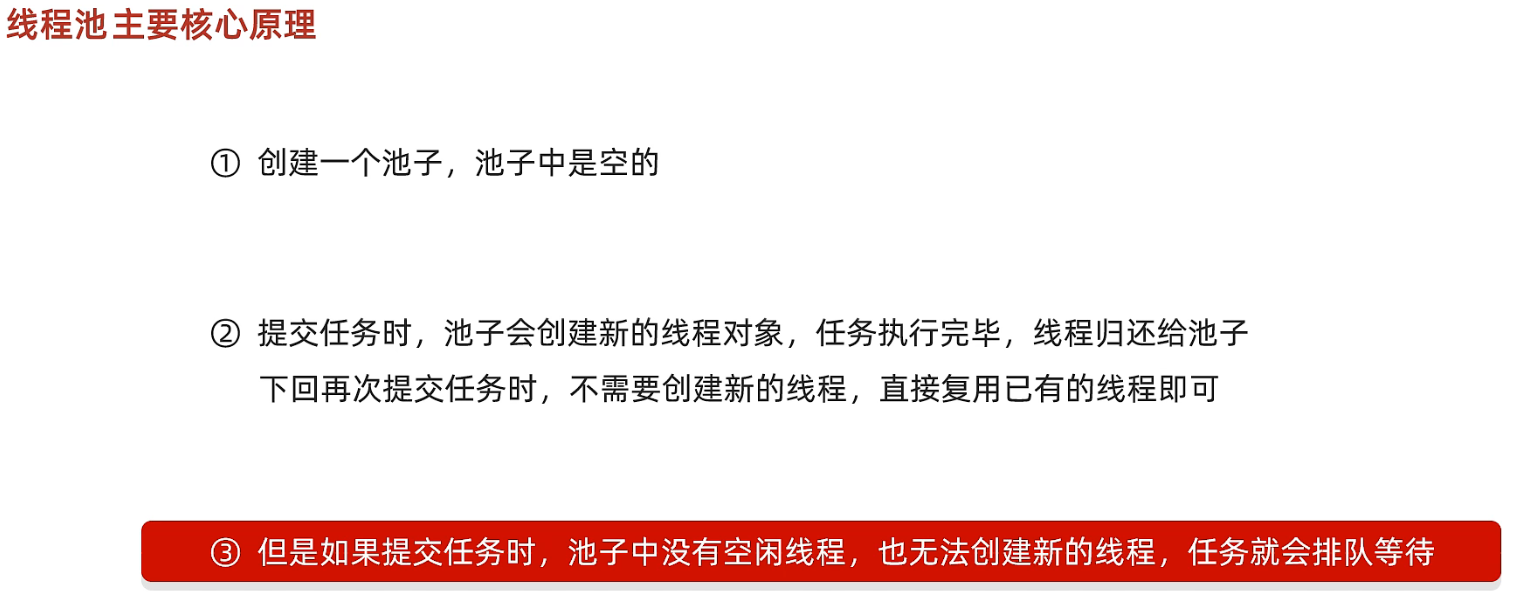 线程池主要核心原理
① 创建一个池子，池子中是空的
② 提交任务时，池子会创建新的线程对象，任务执行完毕，线程归还给池子
下回再次提交任务时，不需要创建新的线程，直接复用已有的线程即可
③ 但是如果提交任务时，池子中没有空闲线程，也无法创建新的线程，任务就会排队等待